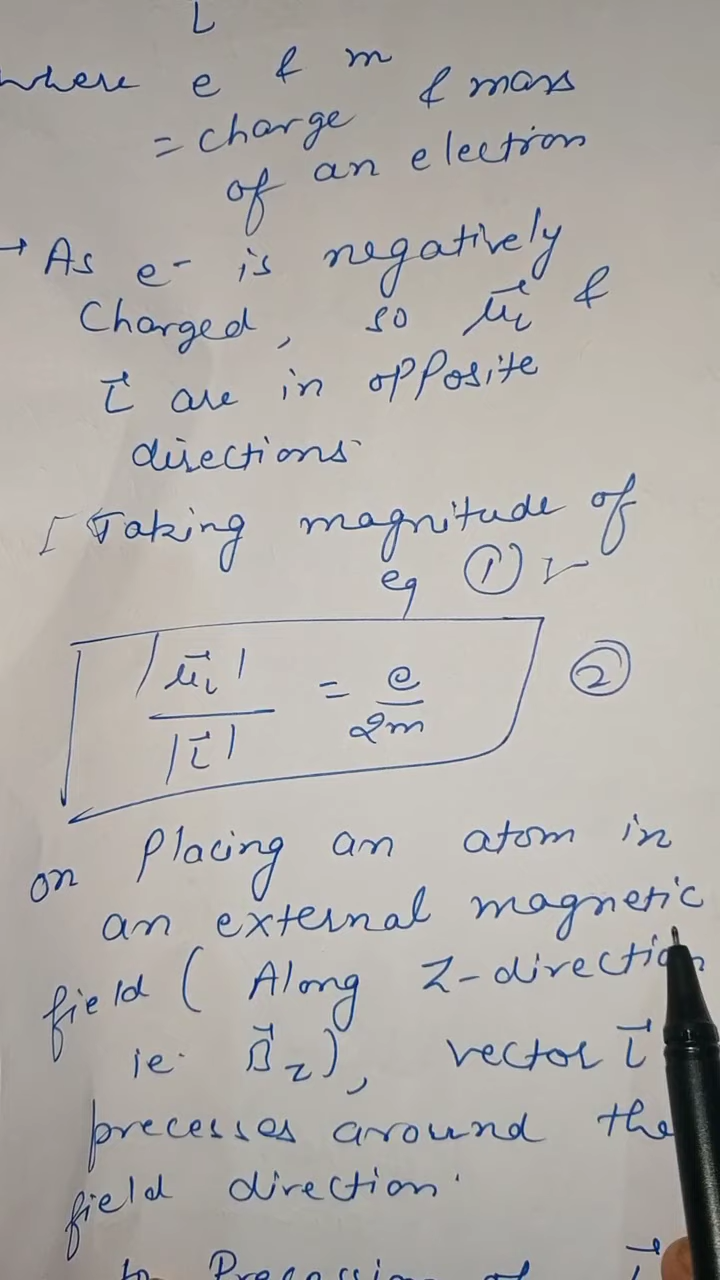 L
where e & m
= charge & mass
of an electron
→ As e- is negatively
Charged, so μ⃗ₗ &
l⃗ are in opposite
directions.
[ Taking magnitude of
eq ①
|μ⃗ₗ| / |l⃗| = e / 2m ②
on Placing an atom in
an external magnetic
field ( Along Z-direction
ie. B⃗z), vector l⃗
precesses around the
field direction.